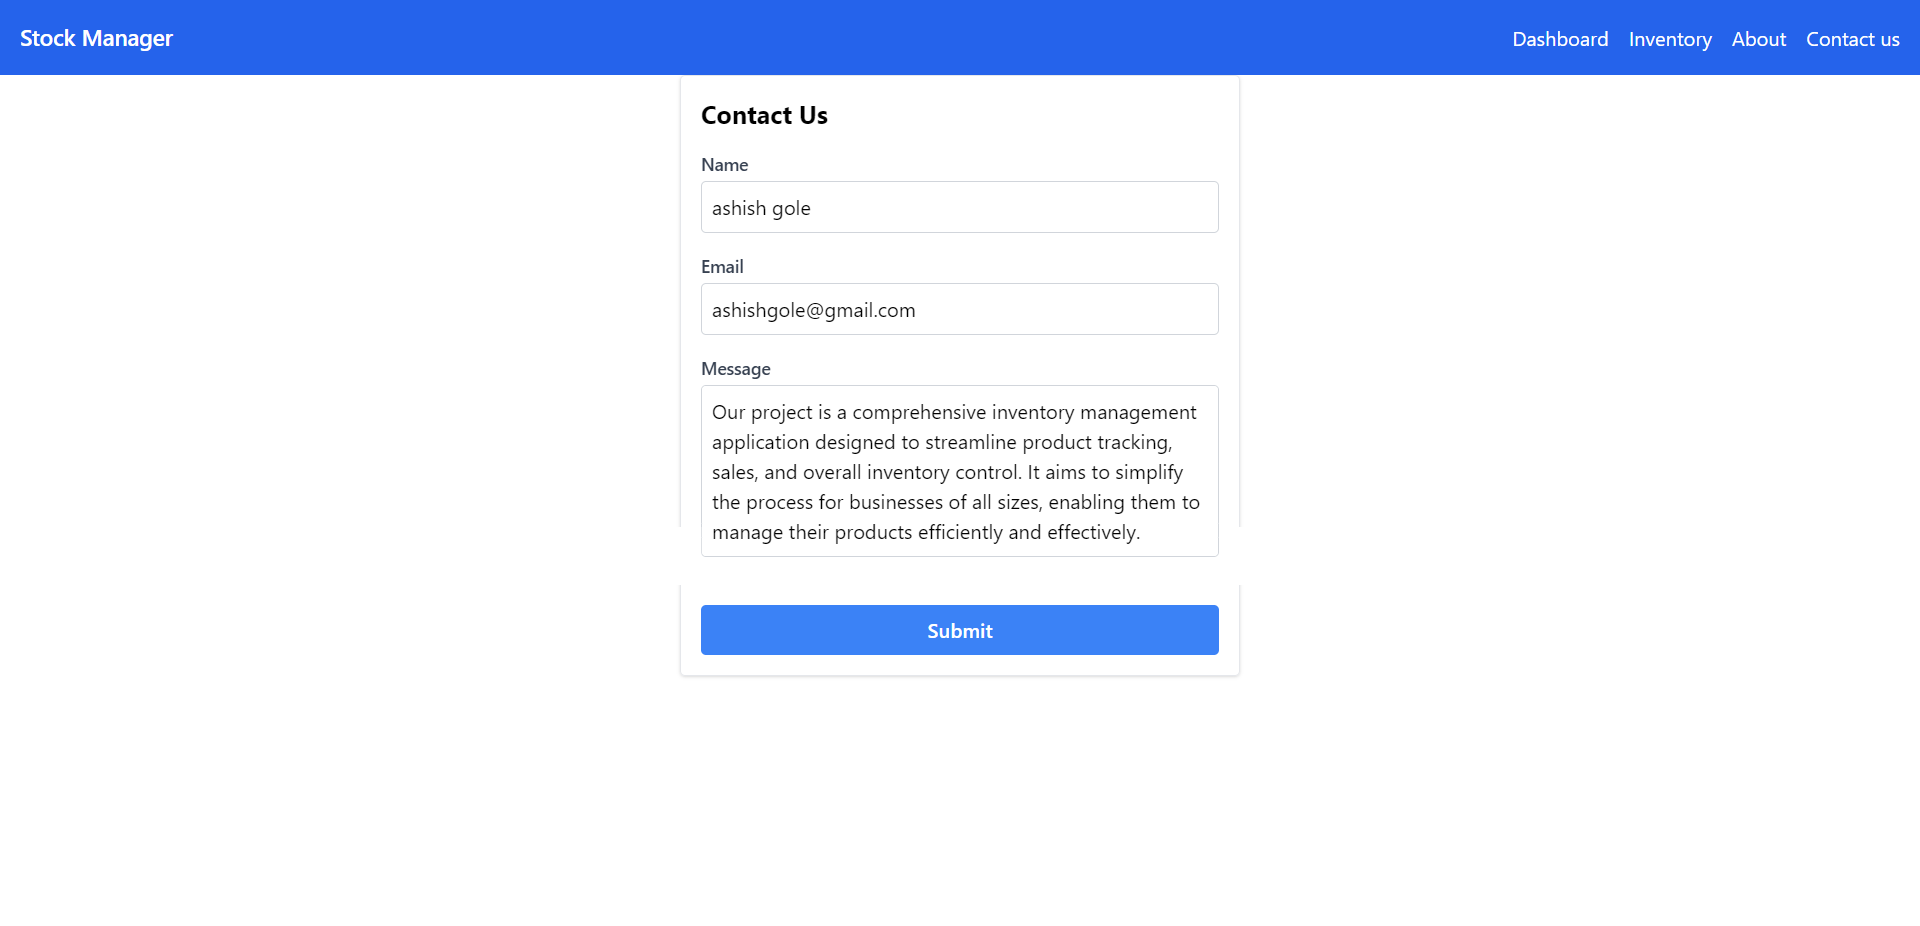 Stock Manager
Dashboard Inventory About Contact us
Contact Us
Name
ashish gole
Email
ashishgole@gmail.com
Message
Our project is a comprehensive inventory management
application designed to streamline product tracking,
sales, and overall inventory control. It aims to simplify
the process for businesses of all sizes, enabling them to
manage their products efficiently and effectively.
Submit